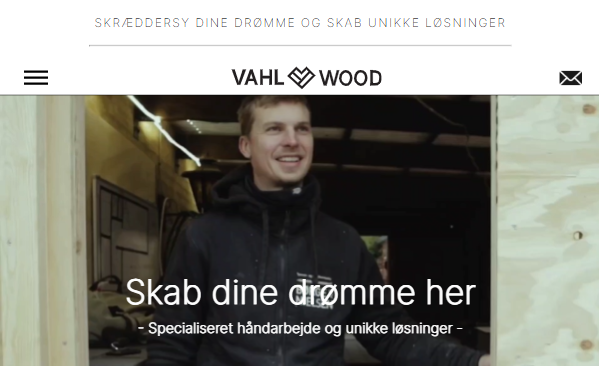 SKRÆDDERSY DINE DRØMME OG SKAB UNIKKE LØSNINGER
VAHL WOOD
Skab dine drømme her
- Specialiseret håndarbejde og unikke løsninger -